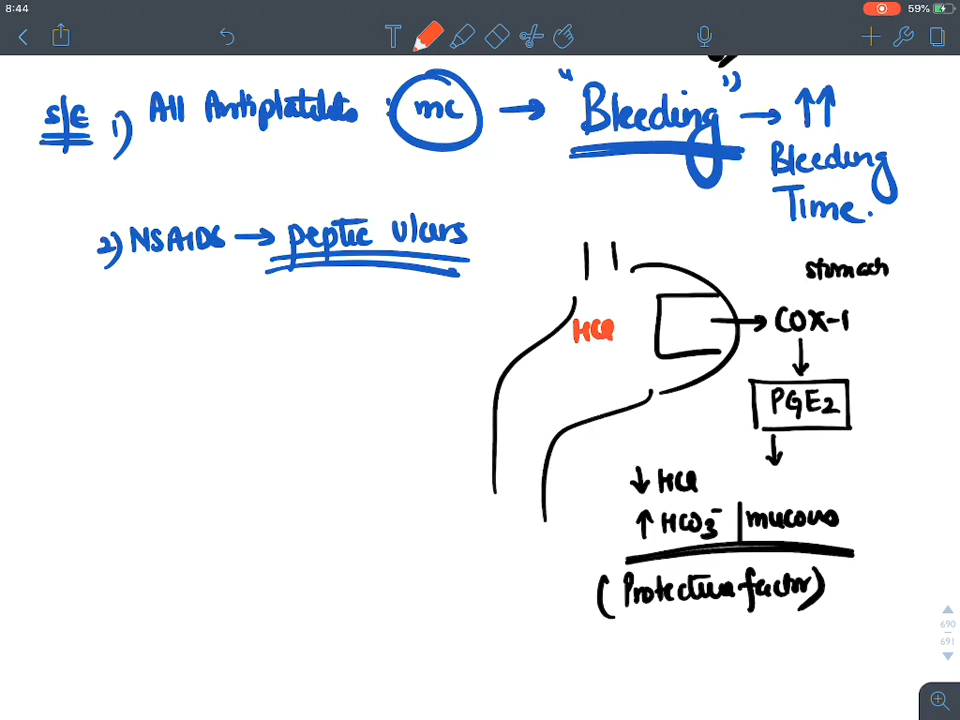 8:44
59%
T
S/E 1) All Antiplatelets : mc → "Bleeding" → ↑↑ Bleeding Time.
2) NSAIDS → peptic ulcers
stomach
HCl
→ COX-1
↓
PGE2
↓
↓ HCl
↑ HCO3⁻ | mucous
(Protective factor)
690
691